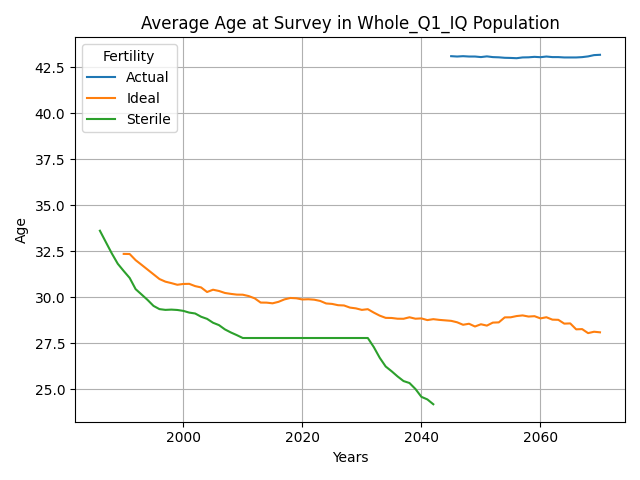 Average Age at Survey in Whole_Q1_IQ Population
Fertility
Actual
Ideal
Sterile
42.5
40.0
37.5
35.0
32.5
30.0
27.5
25.0
Age
2000
2020
2040
2060
Years